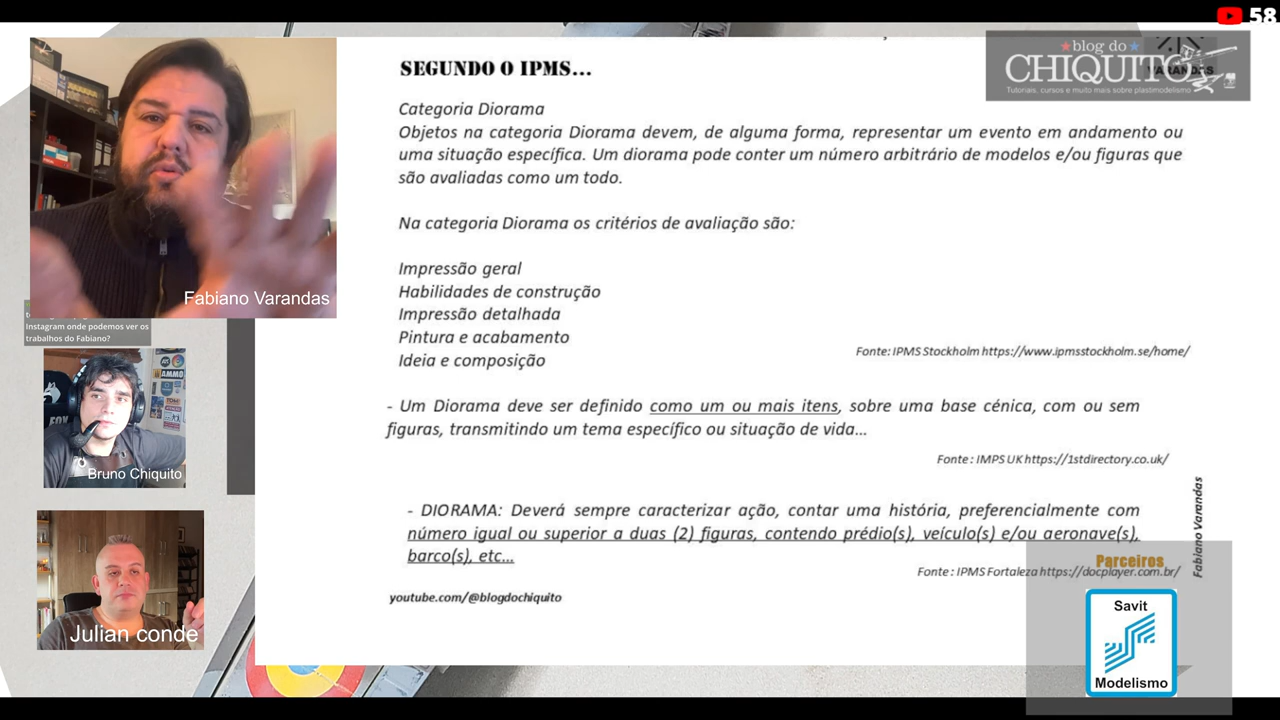 58
SEGUNDO O IPMS...
blog do
CHIQUITO
VARANDAS
Tutoriais, cursos e muito mais sobre plastimodelismo
Categoria Diorama
Objetos na categoria Diorama devem, de alguma forma, representar um evento em andamento ou
uma situação específica. Um diorama pode conter um número arbitrário de modelos e/ou figuras que
são avaliadas como um todo.
Na categoria Diorama os critérios de avaliação são:
Impressão geral
Habilidades de construção
Impressão detalhada
Pintura e acabamento
Ideia e composição
Fonte: IPMS Stockholm https://www.ipmsstockholm.se/home/
- Um Diorama deve ser definido como um ou mais itens, sobre uma base cénica, com ou sem
figuras, transmitindo um tema específico ou situação de vida...
Fonte : IMPS UK https://1stdirectory.co.uk/
- DIORAMA: Deverá sempre caracterizar ação, contar uma história, preferencialmente com
número igual ou superior a duas (2) figuras, contendo prédio(s), veículo(s) e/ou aeronave(s),
barco(s), etc...
Fonte : IPMS Fortaleza https://docplayer.com.br/
youtube.com/@blogdochiquito
Fabiano Varandas
Parceiros
Savit
Modelismo
Fabiano Varandas
Instagram onde podemos ver os
trabalhos do Fabiano?
AMMO
FOX
Bruno Chiquito
Julian conde